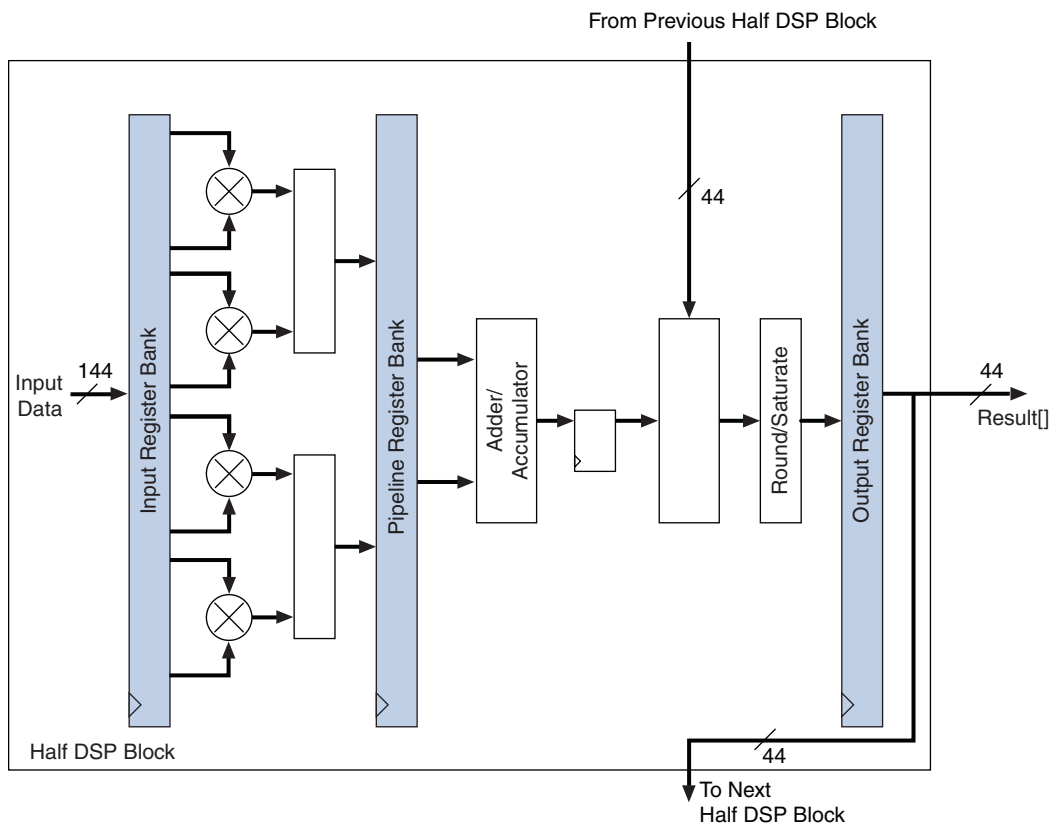 From Previous Half DSP Block
44
Input Register Bank
Pipeline Register Bank
Adder/
Accumulator
Round/Saturate
Output Register Bank
Input
Data
144
44
Result[]
Half DSP Block
44
To Next
Half DSP Block